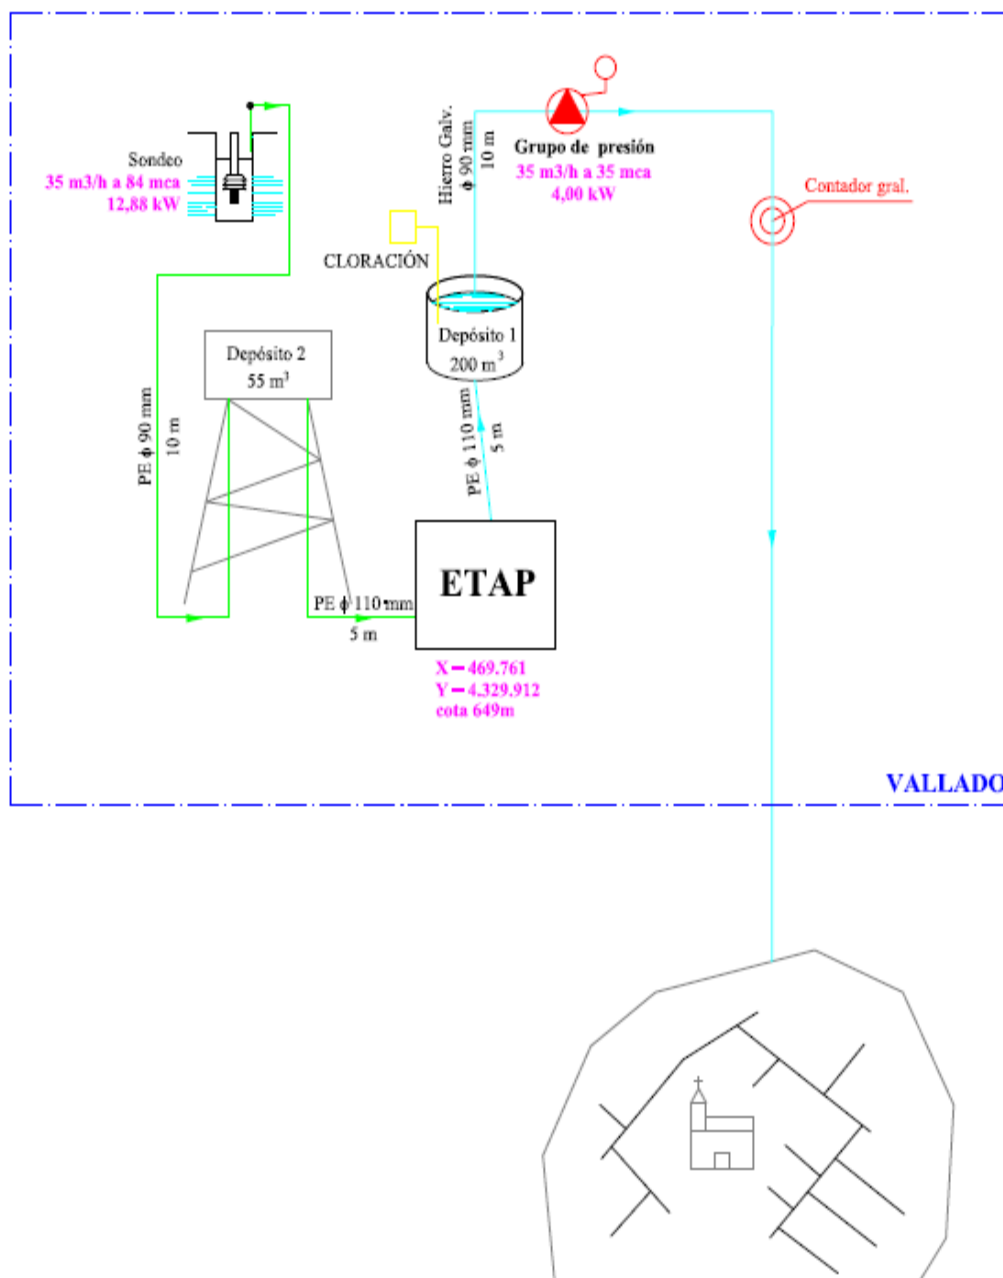 Sondeo
35 m3/h a 84 mca
12,88 kW
Hierro Galv.
ϕ 90 mm
10 m
Grupo de presión
35 m3/h a 35 mca
4,00 kW
Contador gral.
CLORACIÓN
Depósito 1
200 m³
Depósito 2
55 m³
PE ϕ 90 mm
10 m
PE ϕ 110 mm
5 m
PE ϕ 110 mm
5 m
ETAP
X = 469.761
Y = 4.329.912
cota 649m
VALLADO